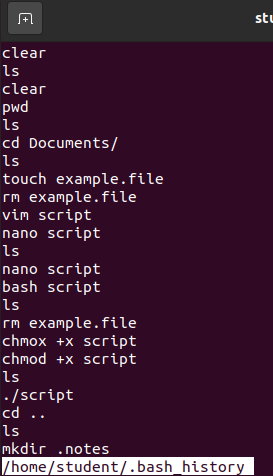 stu
clear
ls
clear
pwd
ls
cd Documents/
ls
touch example.file
rm example.file
vim script
nano script
ls
nano script
bash script
ls
rm example.file
chmox +x script
chmod +x script
ls
./script
cd ..
ls
mkdir .notes
/home/student/.bash_history